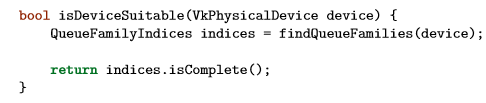 bool isDeviceSuitable(VkPhysicalDevice device) {
    QueueFamilyIndices indices = findQueueFamilies(device);

    return indices.isComplete();
}